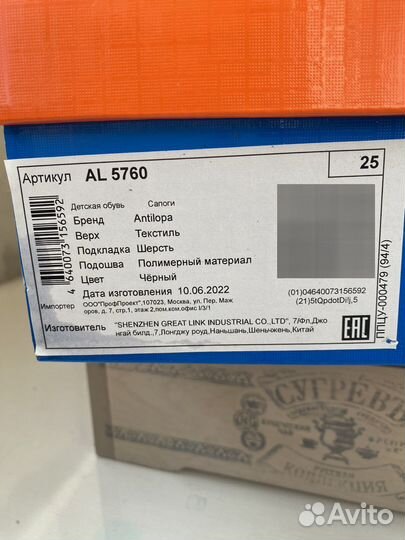 Артикул AL 5760
25
Детская обувь Сапоги
Бренд Antilopa
Верх Текстиль
Подкладка Шерсть
Подошва Полимерный материал
Цвет Чёрный
Дата изготовления 10.06.2022
4 640073 156592
(01)04640073156592
(21)5tQpdotDi!j,5
ППЦУ-000479 (94/4)
Импортер ООО"ПрофПроект",107023, Москва, ул. Пер. Маж
оров, д. 7, стр.1, этаж 2,пом.ком.офис I/3/1
Изготовитель "SHENZHEN GREAT LINK INDUSTRIAL CO.,LTD", 7/Фл,Джо
нгай билд.,7,Лонгджу роуд,Наньшань,Шеньчжень,Китай
EAC
СУГРЕВЪ
РУССКАЯ
Avito